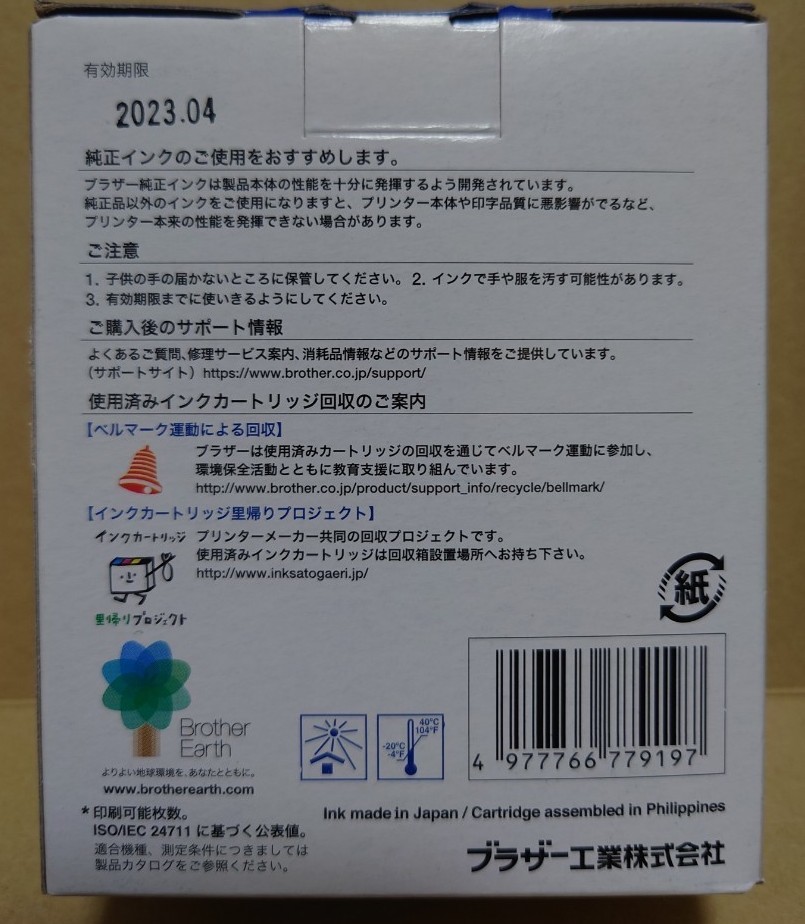 有効期限
2023.04
純正インクのご使用をおすすめします。
ブラザー純正インクは製品本体の性能を十分に発揮するよう開発されています。
純正品以外のインクをご使用になりますと、プリンター本体や印字品質に悪影響がでるなど、
プリンター本来の性能を発揮できない場合があります。
ご注意
1. 子供の手の届かないところに保管してください。 2. インクで手や服を汚す可能性があります。
3. 有効期限までに使いきるようにしてください。
ご購入後のサポート情報
よくあるご質問、修理サービス案内、消耗品情報などのサポート情報をご提供しています。
（サポートサイト）https://www.brother.co.jp/support/
使用済みインクカートリッジ回収のご案内
【ベルマーク運動による回収】
ブラザーは使用済みカートリッジの回収を通じてベルマーク運動に参加し、
環境保全活動とともに教育支援に取り組んでいます。
http://www.brother.co.jp/product/support_info/recycle/bellmark/
【インクカートリッジ里帰りプロジェクト】
インクカートリッジ
里帰りプロジェクト
プリンターメーカー共同の回収プロジェクトです。
使用済みインクカートリッジは回収箱設置場所へお持ち下さい。
http://www.inksatogaeri.jp/
紙
Brother
Earth
よりよい地球環境を、あなたとともに。
www.brotherearth.com
40°C
104°F
-20°C
-4°F
4 977766 779197
*印刷可能枚数。
ISO/IEC 24711 に基づく公表値。
適合機種、測定条件につきましては
製品カタログをご参照ください。
Ink made in Japan / Cartridge assembled in Philippines
ブラザー工業株式会社